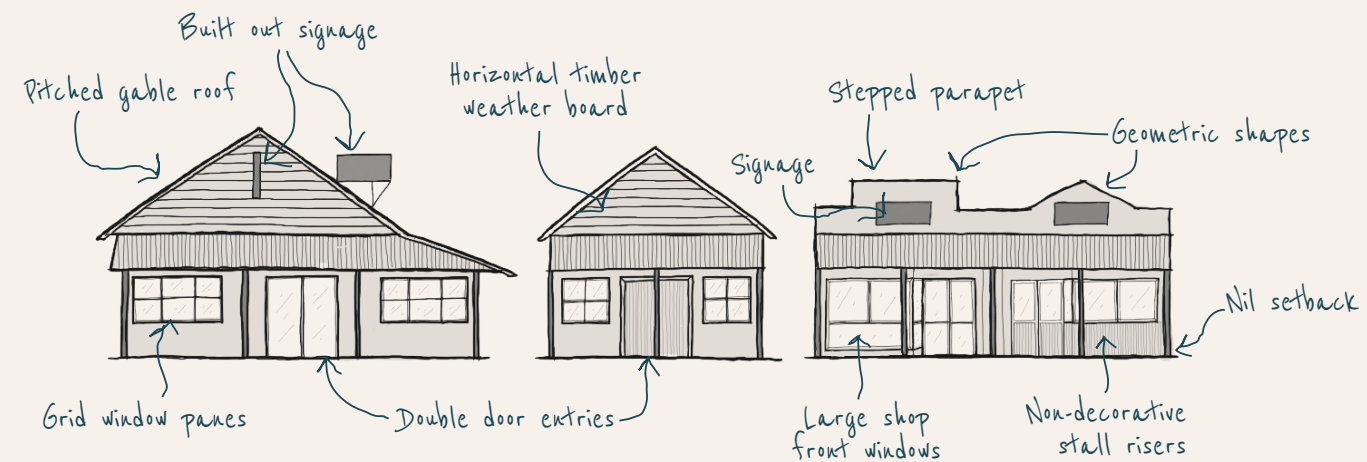 Built out signage
Pitched gable roof
Horizontal timber
weather board
Stepped parapet
Geometric shapes
Signage
Nil setback
Grid window panes
Double door entries
Large shop
front windows
Non-decorative
stall risers